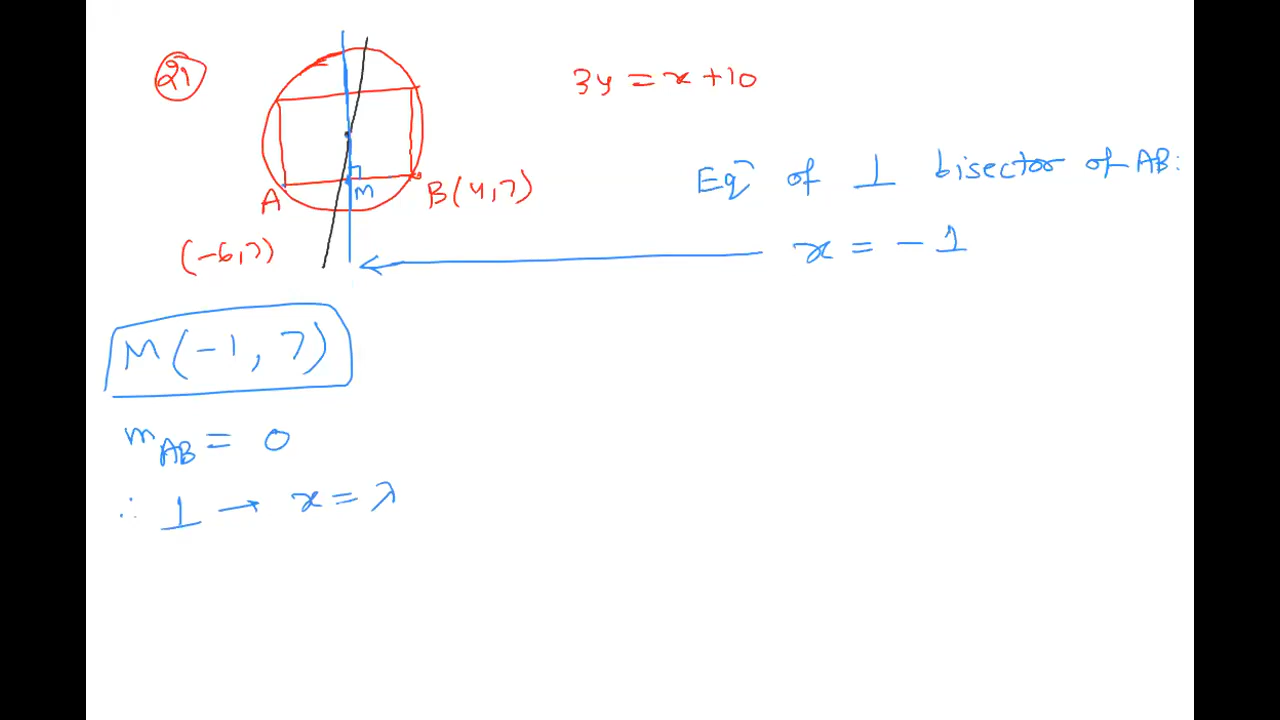 21
3y = x + 10
Eqⁿ of ⊥ bisector of AB:
A
M
B(4,7)
(-6,7)
x = -1
M(-1, 7)
m_AB = 0
∴ ⊥ → x = λ